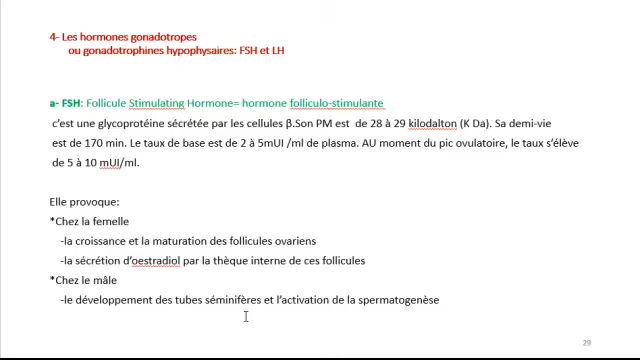 4- Les hormones gonadotropes
ou gonadotrophines hypophysaires: FSH et LH
a- FSH: Follicule Stimulating Hormone= hormone folliculo-stimulante
c’est une glycoprotéine sécrétée par les cellules β.Son PM est de 28 à 29 kilodalton (K Da). Sa demi-vie
est de 170 min. Le taux de base est de 2 à 5mUI /ml de plasma. AU moment du pic ovulatoire, le taux s’élève
de 5 à 10 mUI/ml.
Elle provoque:
*Chez la femelle
-la croissance et la maturation des follicules ovariens
-la sécrétion d’oestradiol par la thèque interne de ces follicules
*Chez le mâle
-le développement des tubes séminifères et l’activation de la spermatogenèse
29